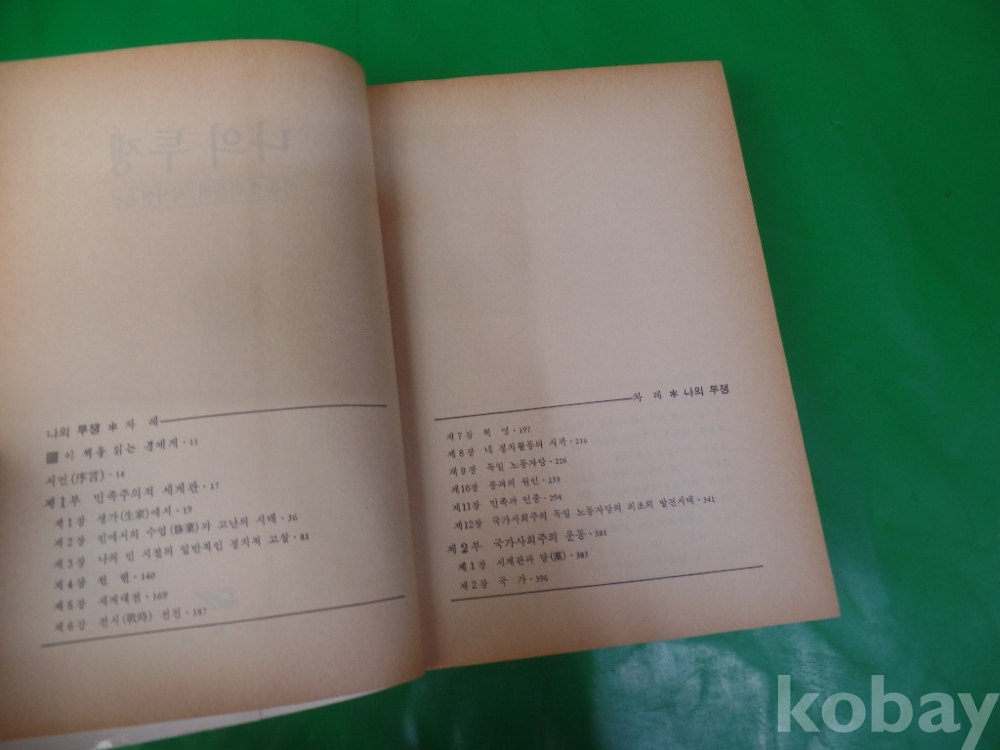 나의 투쟁
나의 투쟁 * 차 례
■ 이 책을 읽는 분에게·11
서언(序言)·14
제1부 민족주의적 세계관·17
제1장 생가(生家)에서·19
제2장 빈에서의 수업(修業)과 고난의 시대·36
제3장 나의 빈 시절의 일반적인 정치적 고찰·81
제4장 뮌 헨·140
제5장 세계대전·169
제6장 전시(戰時) 선전·187
차 례 * 나의 투쟁
제7장 혁 명·197
제8장 내 정치활동의 시작·216
제9장 독일 노동자당·226
제10장 붕괴의 원인·233
제11장 민족과 인종·294
제12장 국가사회주의 독일 노동자당의 최초의 발전시대·341
제2부 국가사회주의 운동·381
제1장 세계관과 당(黨)·383
제2장 국 가·396
kobay